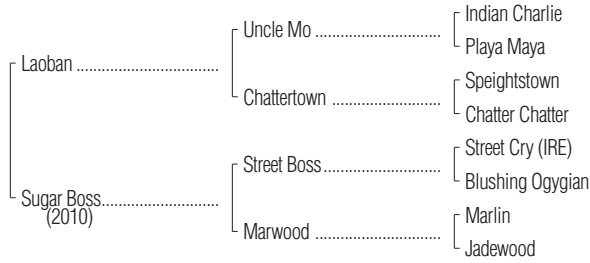 Indian Charlie
Uncle Mo ..................................
Playa Maya
Laoban ......................................
Speightstown
Chattertown .............................
Chatter Chatter
Street Cry (IRE)
Street Boss...............................
Blushing Ogygian
Sugar Boss...............................
(2010)
Marlin
Marwood .................................
Jadewood